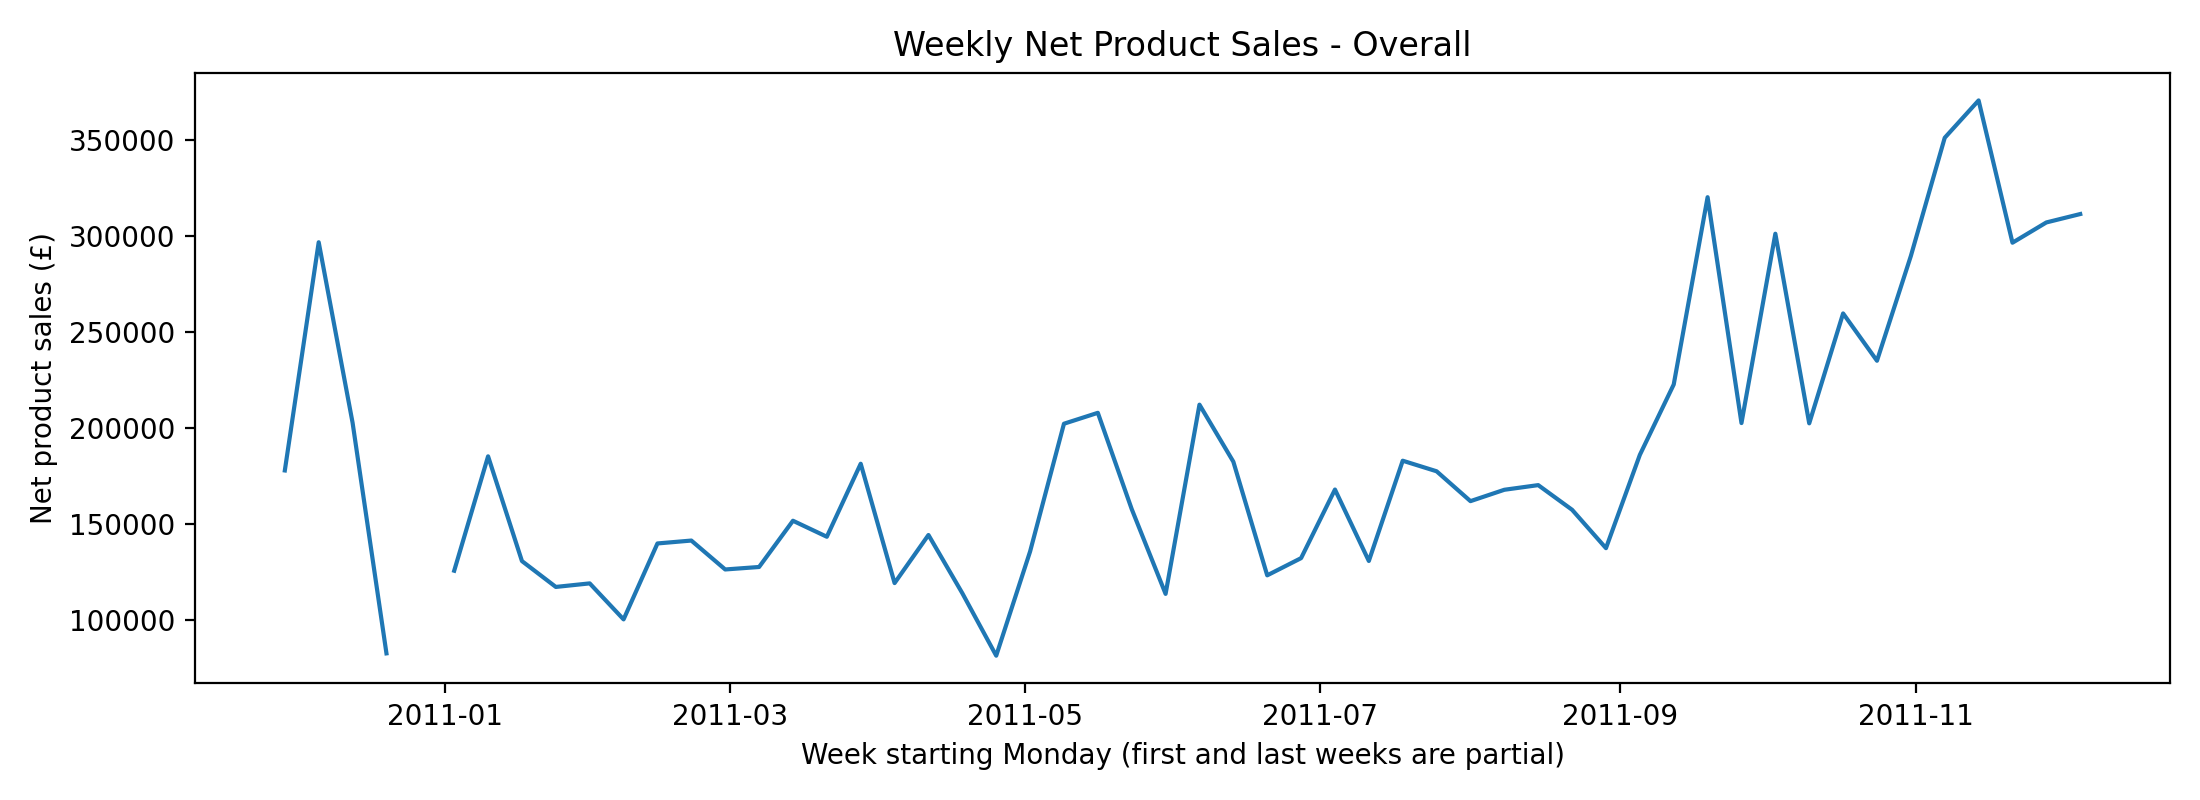 Weekly Net Product Sales - Overall
Net product sales (£)
350000
300000
250000
200000
150000
100000
2011-01 2011-03 2011-05 2011-07 2011-09 2011-11
Week starting Monday (first and last weeks are partial)